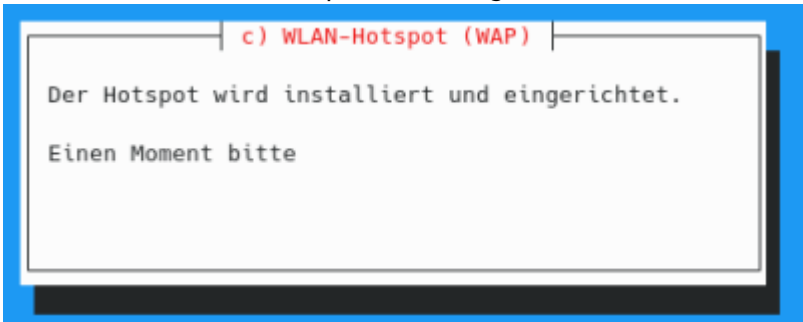 c) WLAN-Hotspot (WAP)
Der Hotspot wird installiert und eingerichtet.
Einen Moment bitte